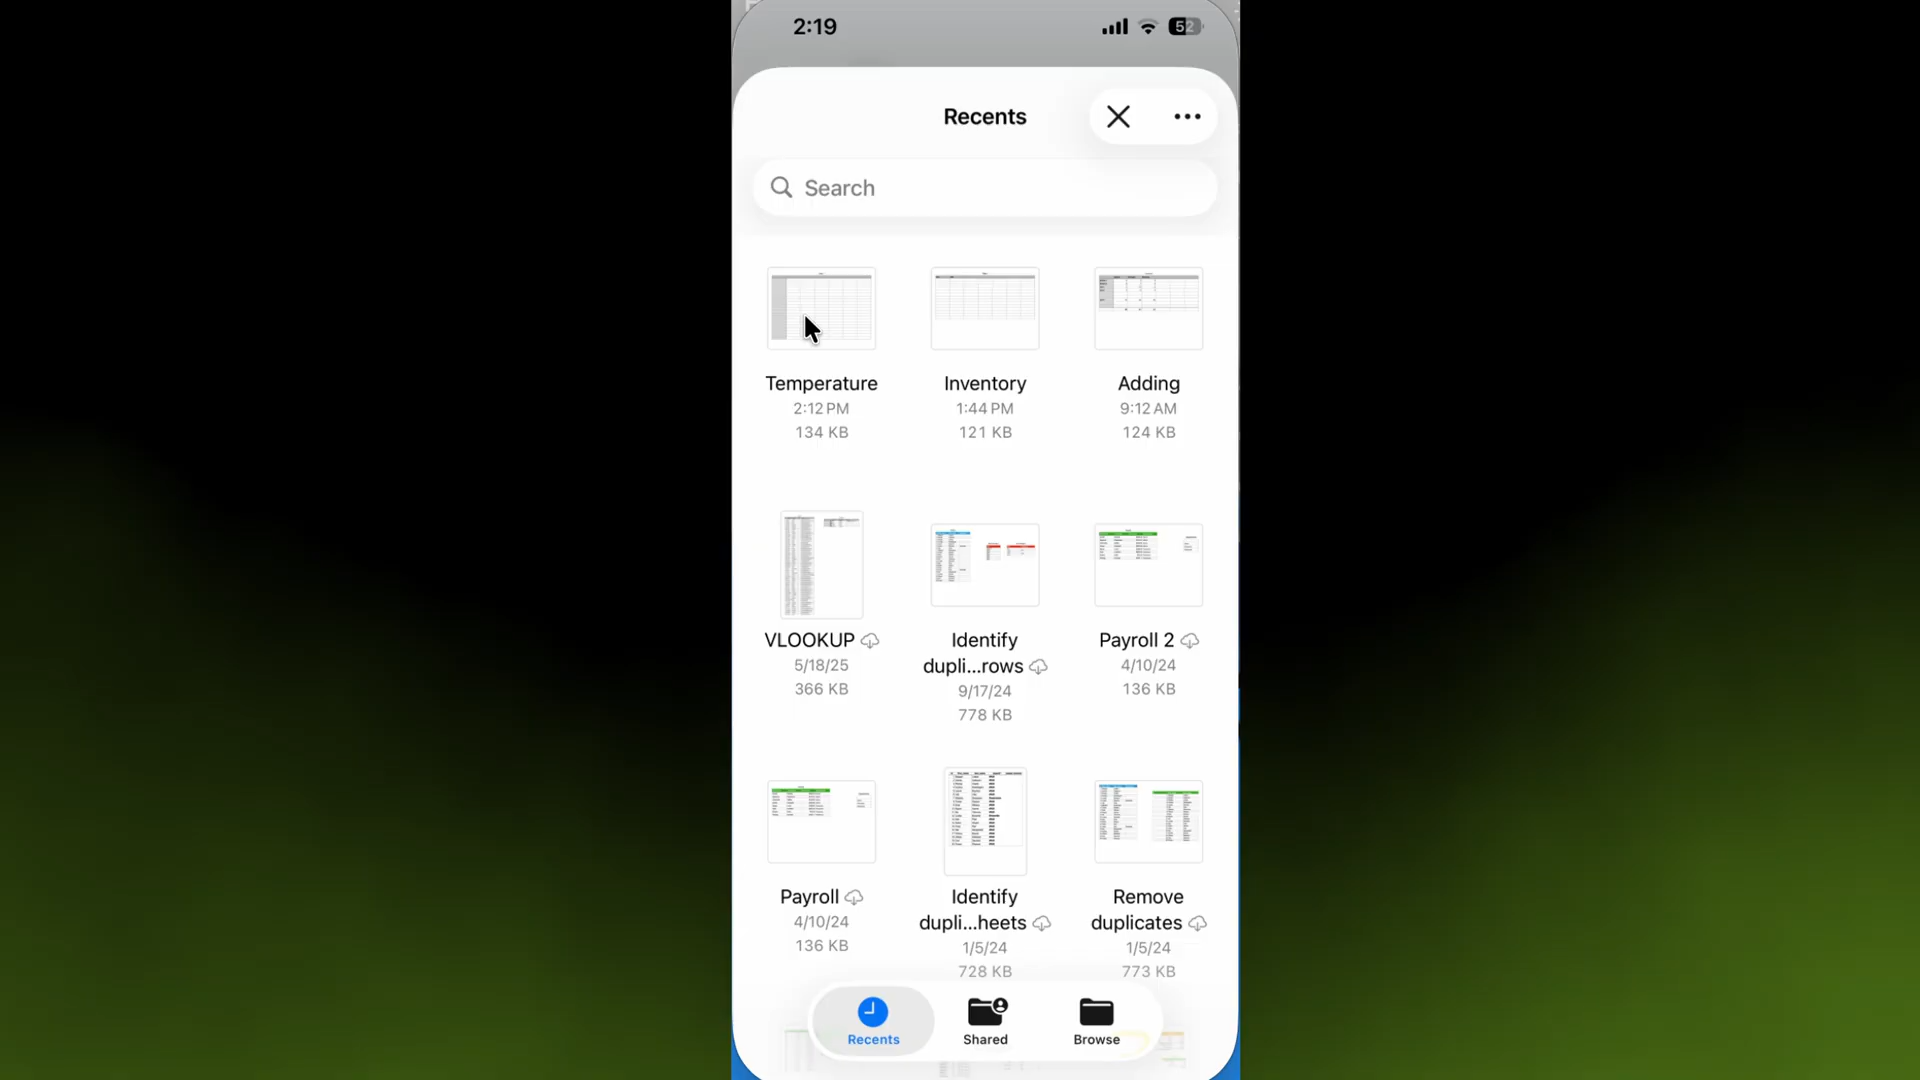 2:19
52
Recents
Search
Temperature
2:12 PM
134 KB
Inventory
1:44 PM
121 KB
Adding
9:12 AM
124 KB
VLOOKUP
5/18/25
366 KB
Identify
dupli...rows
9/17/24
778 KB
Payroll 2
4/10/24
136 KB
Payroll
4/10/24
136 KB
Identify
dupli...heets
1/5/24
728 KB
Remove
duplicates
1/5/24
773 KB
Recents
Shared
Browse